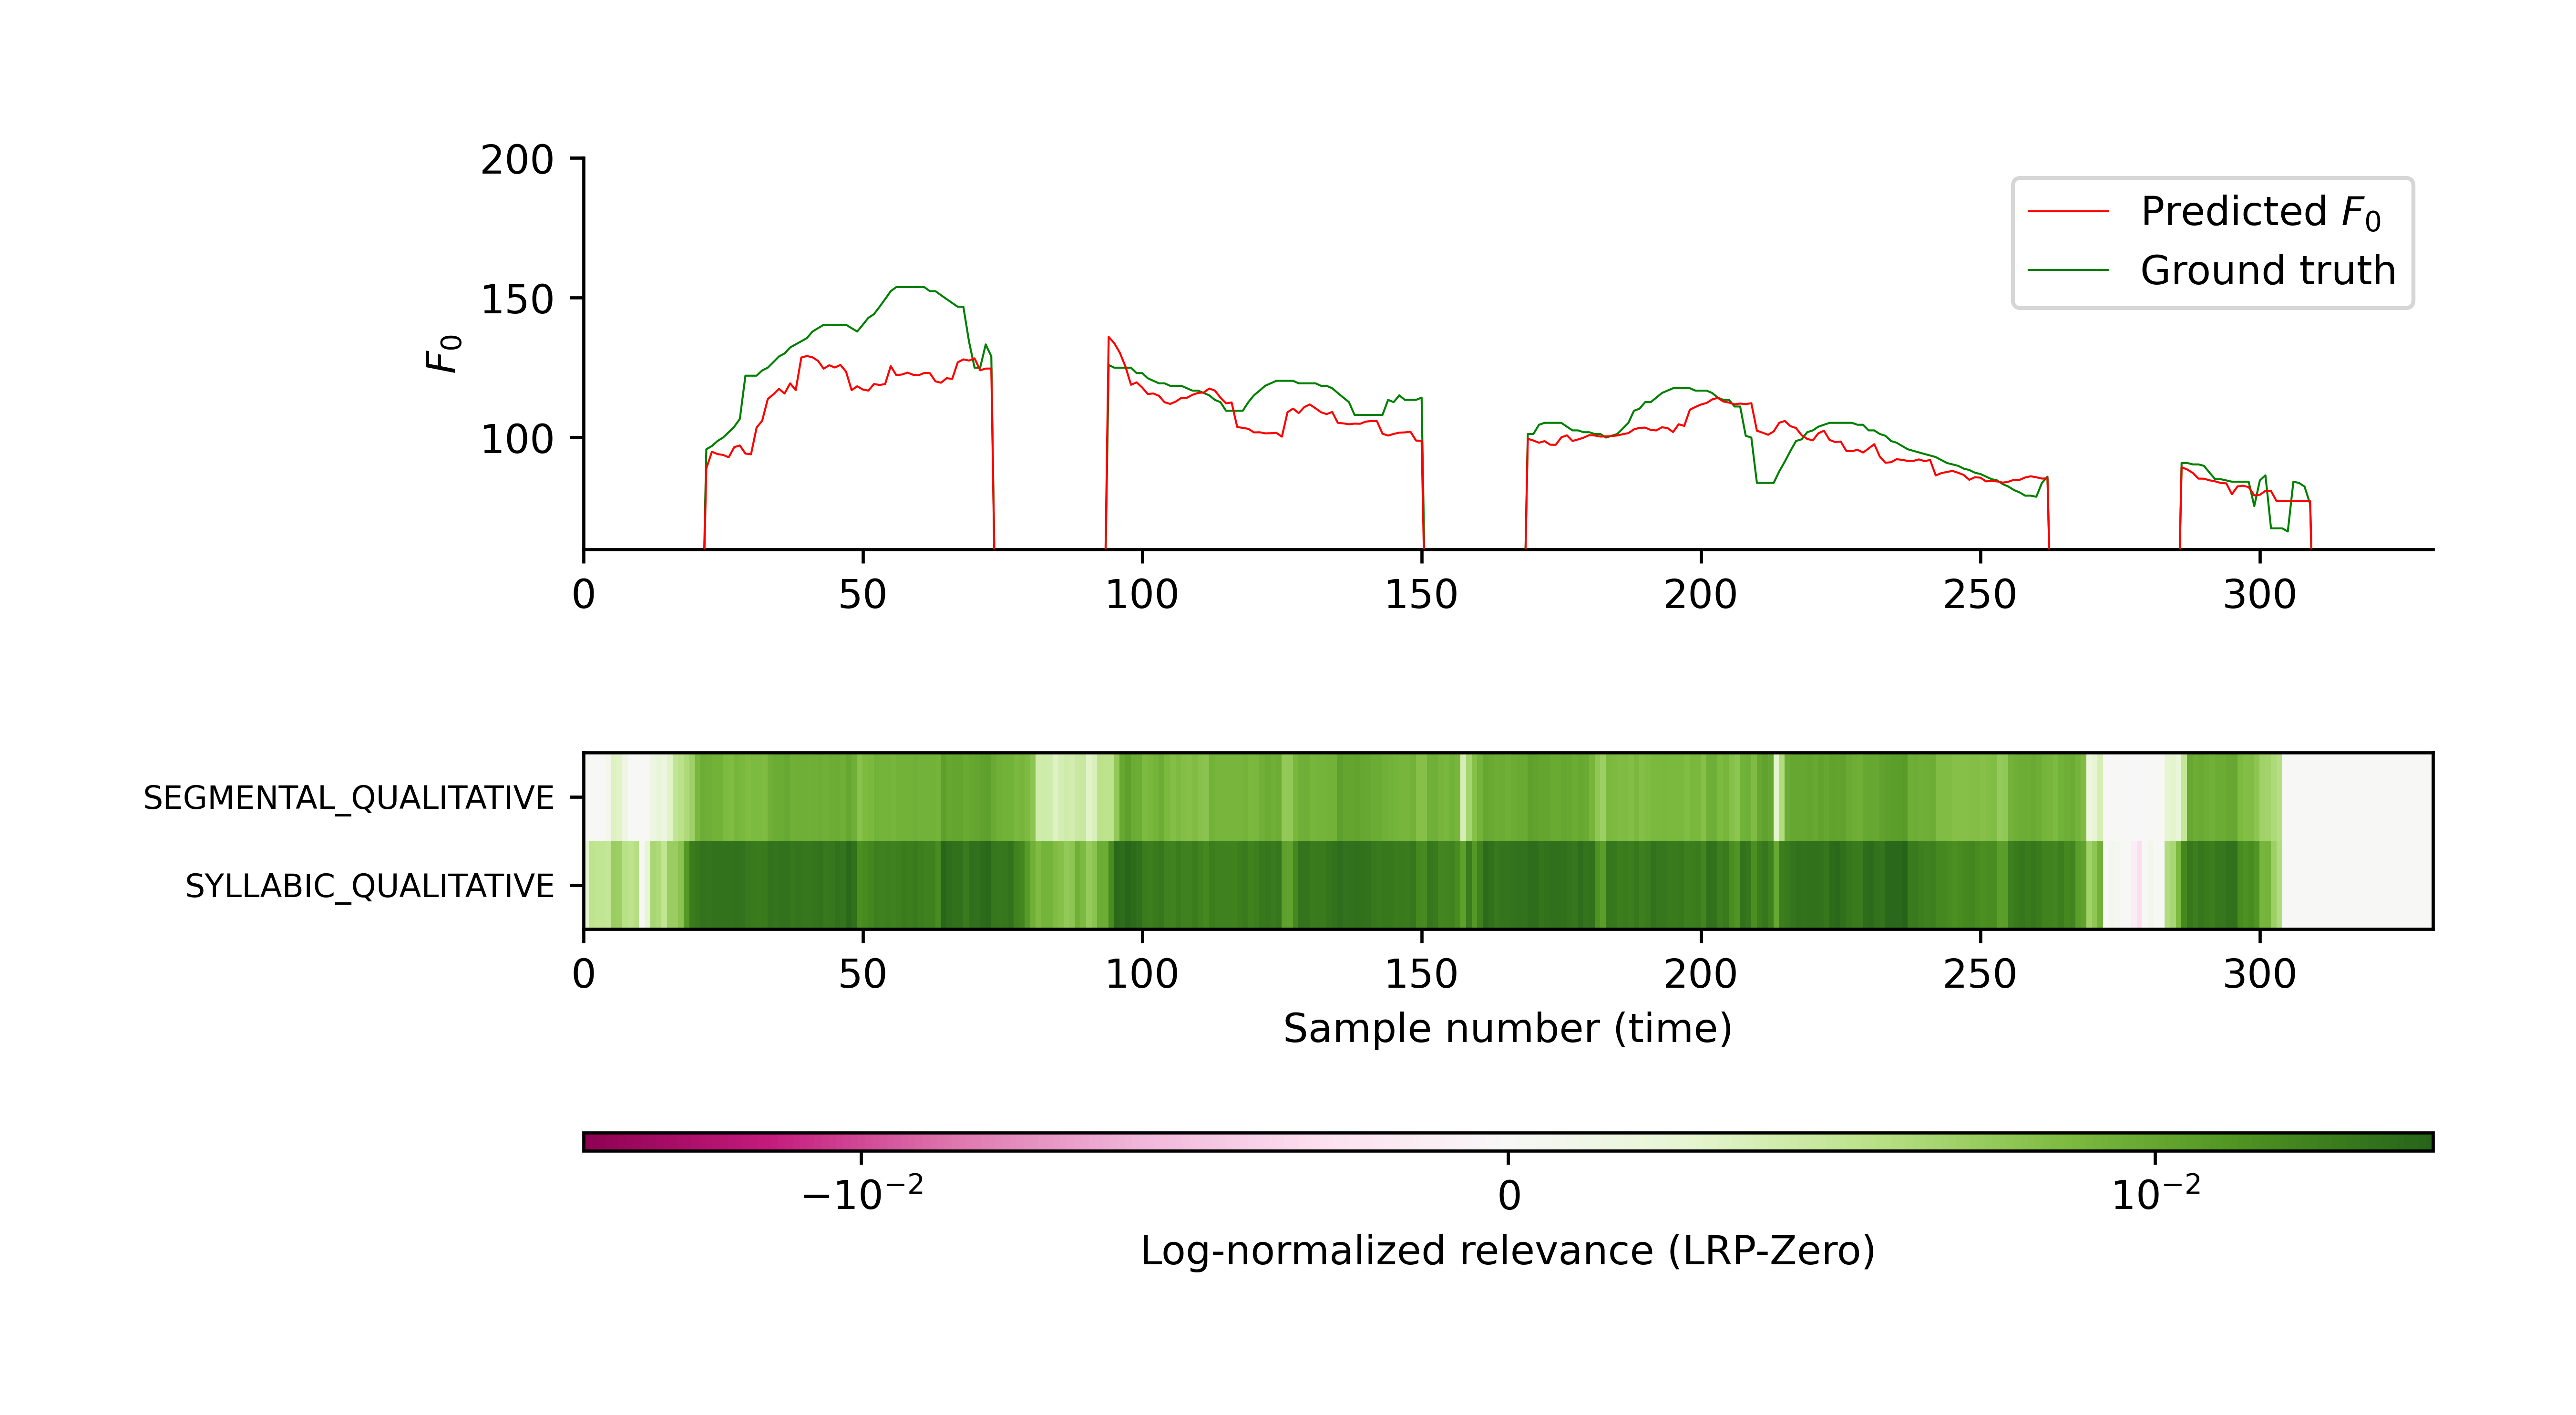 200
150
100
F₀
Predicted F₀
Ground truth
0 50 100 150 200 250 300
SEGMENTAL_QUALITATIVE
SYLLABIC_QUALITATIVE
0 50 100 150 200 250 300
Sample number (time)
−10⁻² 0 10⁻²
Log-normalized relevance (LRP-Zero)